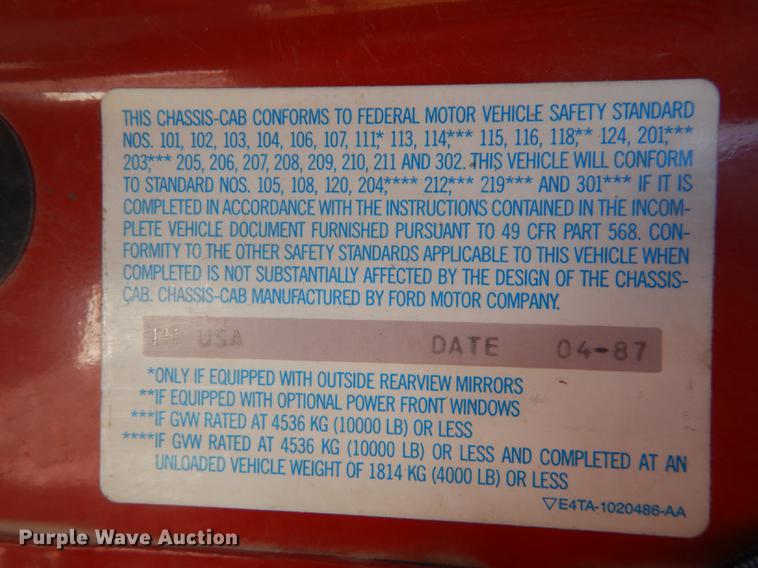 THIS CHASSIS-CAB CONFORMS TO FEDERAL MOTOR VEHICLE SAFETY STANDARD
NOS. 101, 102, 103, 104, 106, 107, 111,* 113, 114,*** 115, 116, 118,** 124, 201,***
203,*** 205, 206, 207, 208, 209, 210, 211 AND 302. THIS VEHICLE WILL CONFORM
TO STANDARD NOS. 105, 108, 120, 204,**** 212,*** 219*** AND 301*** IF IT IS
COMPLETED IN ACCORDANCE WITH THE INSTRUCTIONS CONTAINED IN THE INCOM-
PLETE VEHICLE DOCUMENT FURNISHED PURSUANT TO 49 CFR PART 568. CON-
FORMITY TO THE OTHER SAFETY STANDARDS APPLICABLE TO THIS VEHICLE WHEN
COMPLETED IS NOT SUBSTANTIALLY AFFECTED BY THE DESIGN OF THE CHASSIS-
CAB. CHASSIS-CAB MANUFACTURED BY FORD MOTOR COMPANY.
IN USA DATE 04-87
*ONLY IF EQUIPPED WITH OUTSIDE REARVIEW MIRRORS
**IF EQUIPPED WITH OPTIONAL POWER FRONT WINDOWS
***IF GVW RATED AT 4536 KG (10000 LB) OR LESS
****IF GVW RATED AT 4536 KG (10000 LB) OR LESS AND COMPLETED AT AN
UNLOADED VEHICLE WEIGHT OF 1814 KG (4000 LB) OR LESS
▽E4TA-1020486-AA
Purple Wave Auction